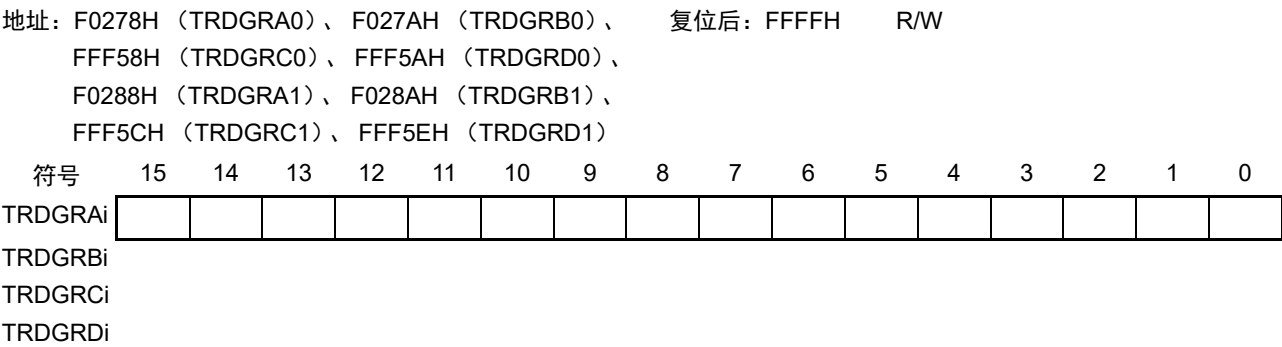 地址：F0278H （TRDGRA0）、 F027AH （TRDGRB0）、 复位后：FFFFH R/W
FFF58H （TRDGRC0）、 FFF5AH （TRDGRD0）、
F0288H （TRDGRA1）、 F028AH （TRDGRB1）、
FFF5CH （TRDGRC1）、 FFF5EH （TRDGRD1）
符号 15 14 13 12 11 10 9 8 7 6 5 4 3 2 1 0
TRDGRAi
TRDGRBi
TRDGRCi
TRDGRDi